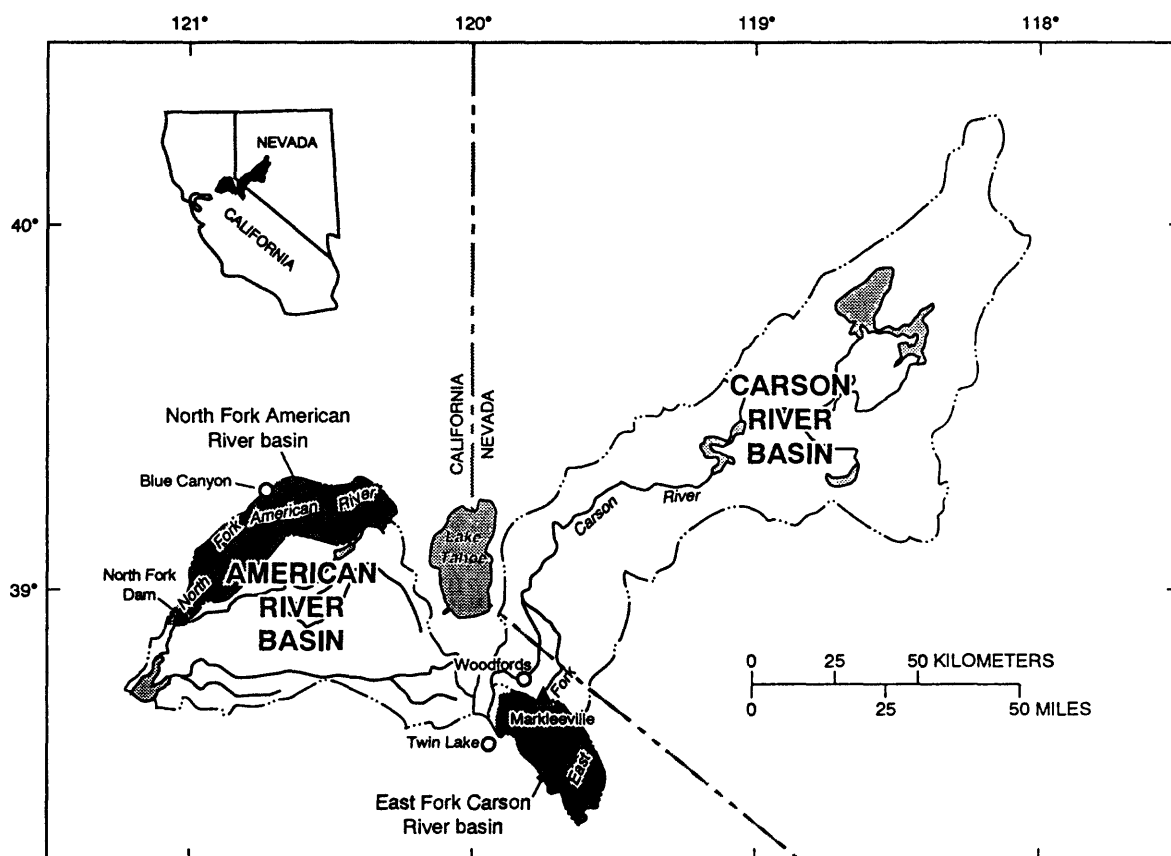 121°
120°
119°
118°
40°
39°
NEVADA
CALIFORNIA
CALIFORNIA
NEVADA
North Fork American
River basin
Blue Canyon
North Fork American River
North Fork
Dam
AMERICAN
RIVER
BASIN
Lake
Tahoe
CARSON
RIVER
BASIN
Carson River
Woodfords
Markleeville
East Fork
Twin Lake
East Fork Carson
River basin
0 25 50 KILOMETERS
0 25 50 MILES